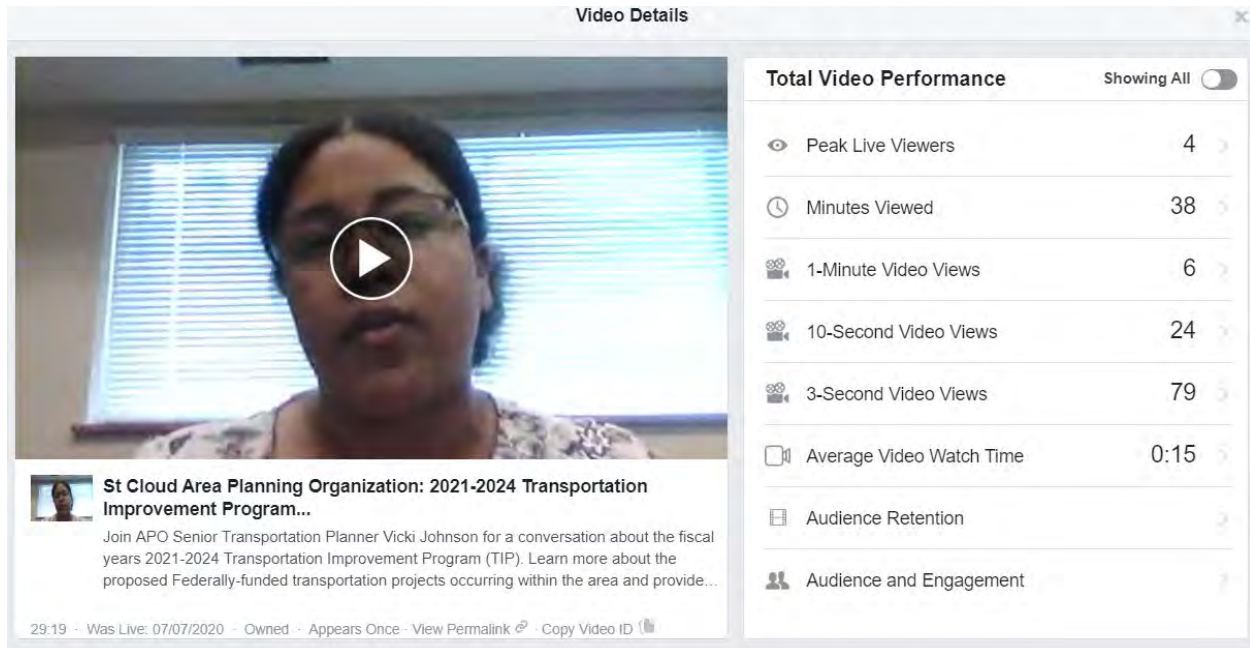 Video Details
Total Video Performance
Showing All
Peak Live Viewers 4
Minutes Viewed 38
1-Minute Video Views 6
10-Second Video Views 24
3-Second Video Views 79
Average Video Watch Time 0:15
Audience Retention
Audience and Engagement
St Cloud Area Planning Organization: 2021-2024 Transportation
Improvement Program...
Join APO Senior Transportation Planner Vicki Johnson for a conversation about the fiscal
years 2021-2024 Transportation Improvement Program (TIP). Learn more about the
proposed Federally-funded transportation projects occurring within the area and provide...
29:19 · Was Live: 07/07/2020 · Owned · Appears Once · View Permalink · Copy Video ID